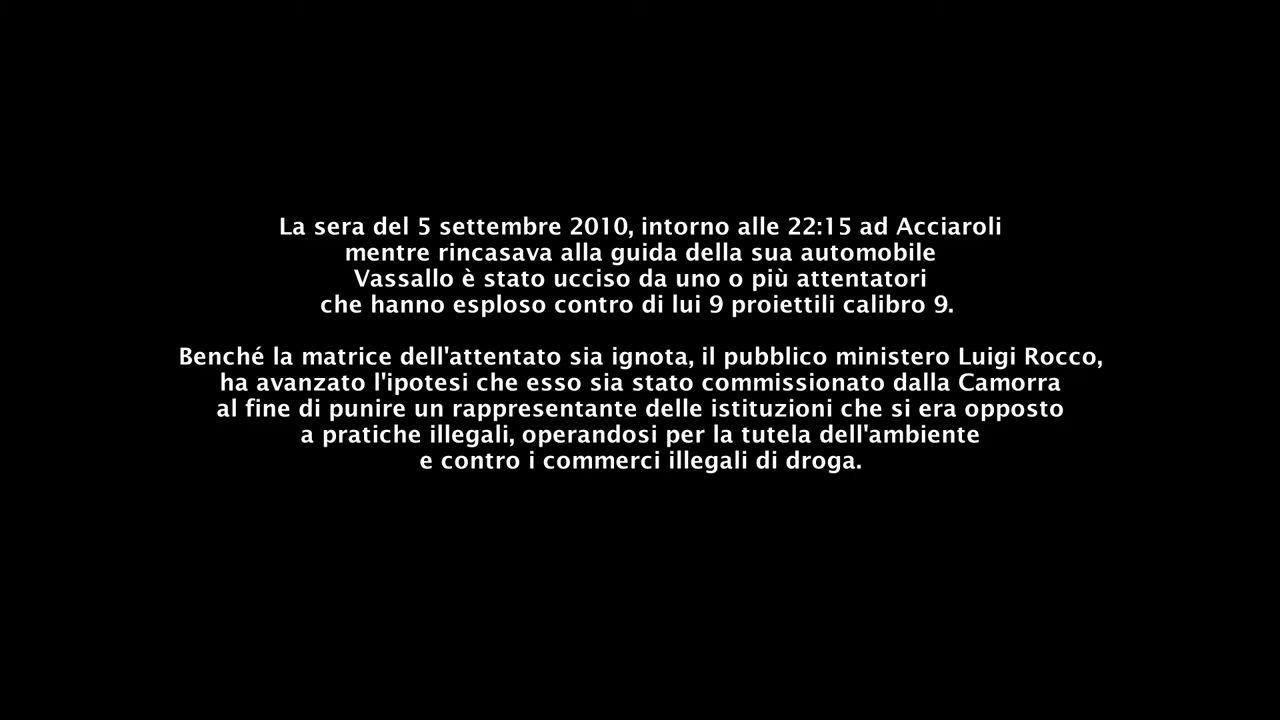 La sera del 5 settembre 2010, intorno alle 22:15 ad Acciaroli
mentre rincasava alla guida della sua automobile
Vassallo è stato ucciso da uno o più attentatori
che hanno esploso contro di lui 9 proiettili calibro 9.
Benché la matrice dell'attentato sia ignota, il pubblico ministero Luigi Rocco,
ha avanzato l'ipotesi che esso sia stato commissionato dalla Camorra
al fine di punire un rappresentante delle istituzioni che si era opposto
a pratiche illegali, operandosi per la tutela dell'ambiente
e contro i commerci illegali di droga.